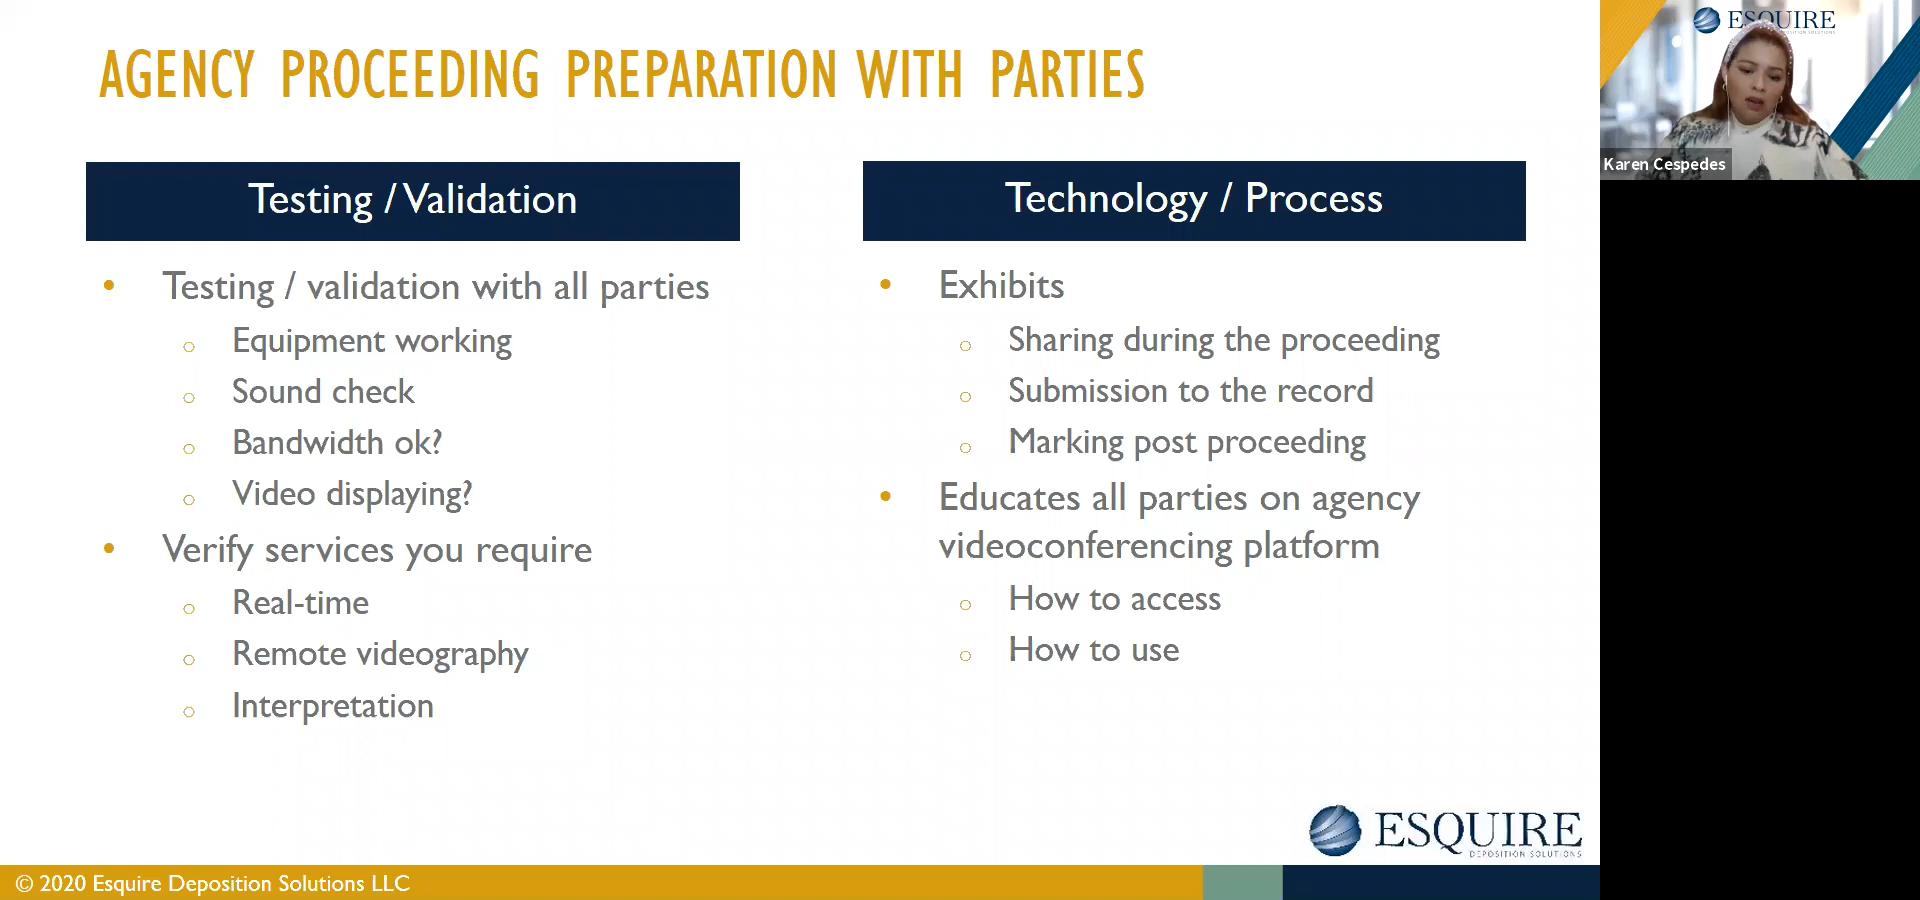 AGENCY PROCEEDING PREPARATION WITH PARTIES
Testing / Validation
• Testing / validation with all parties
○ Equipment working
○ Sound check
○ Bandwidth ok?
○ Video displaying?
• Verify services you require
○ Real-time
○ Remote videography
○ Interpretation
Technology / Process
• Exhibits
○ Sharing during the proceeding
○ Submission to the record
○ Marking post proceeding
• Educates all parties on agency
videoconferencing platform
○ How to access
○ How to use
ESQUIRE
DEPOSITION SOLUTIONS
© 2020 Esquire Deposition Solutions LLC
ESQUIRE
Karen Cespedes